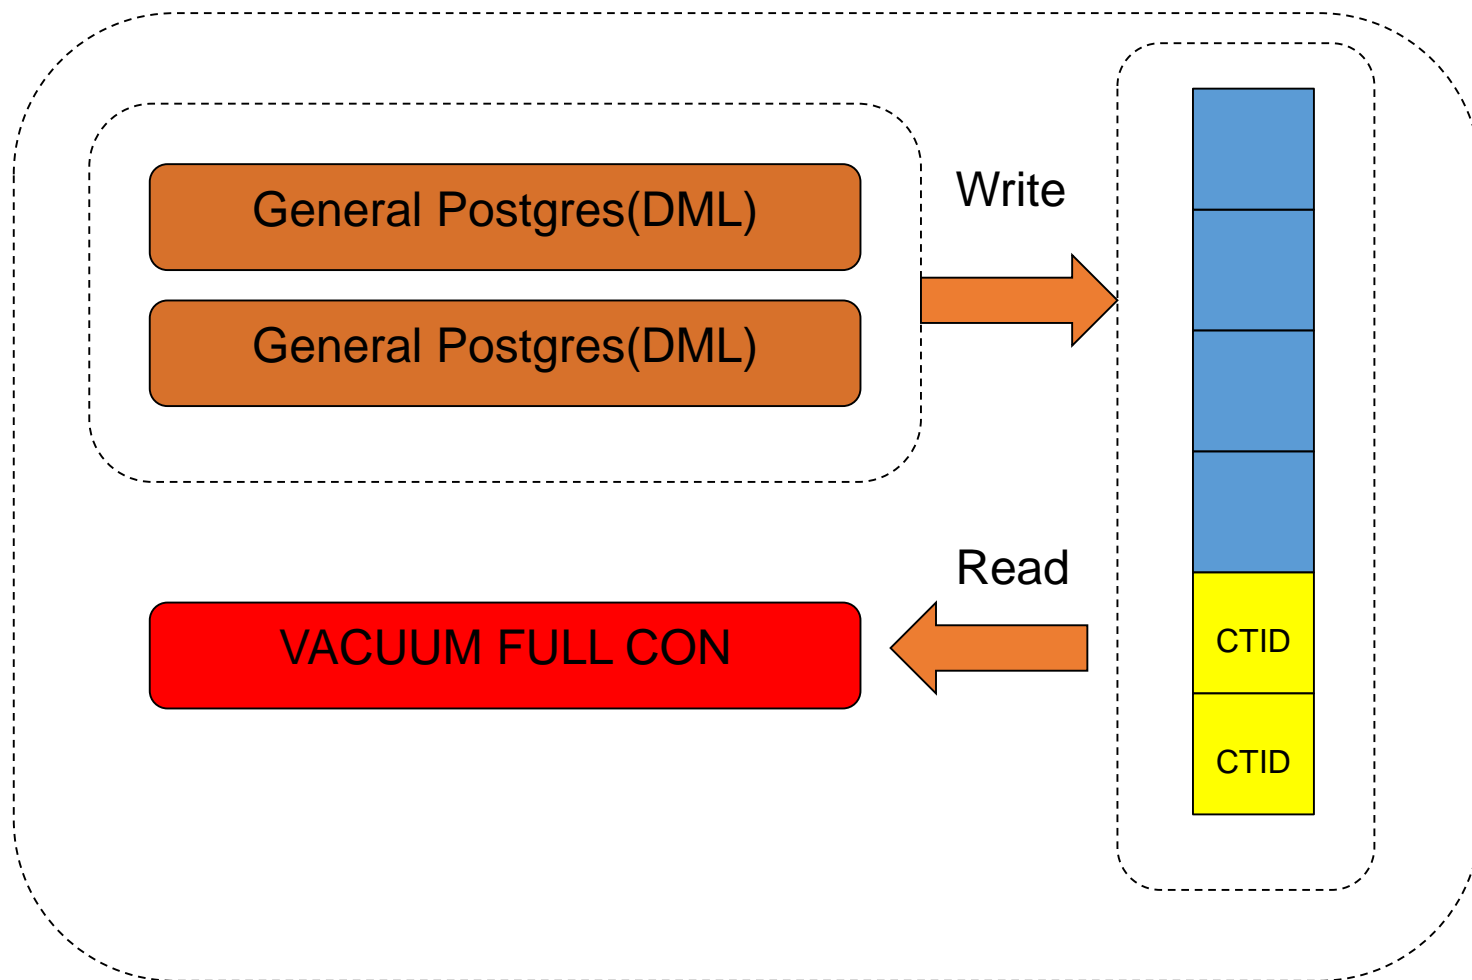 General Postgres(DML)
Write
General Postgres(DML)
Read
VACUUM FULL CON
CTID
CTID